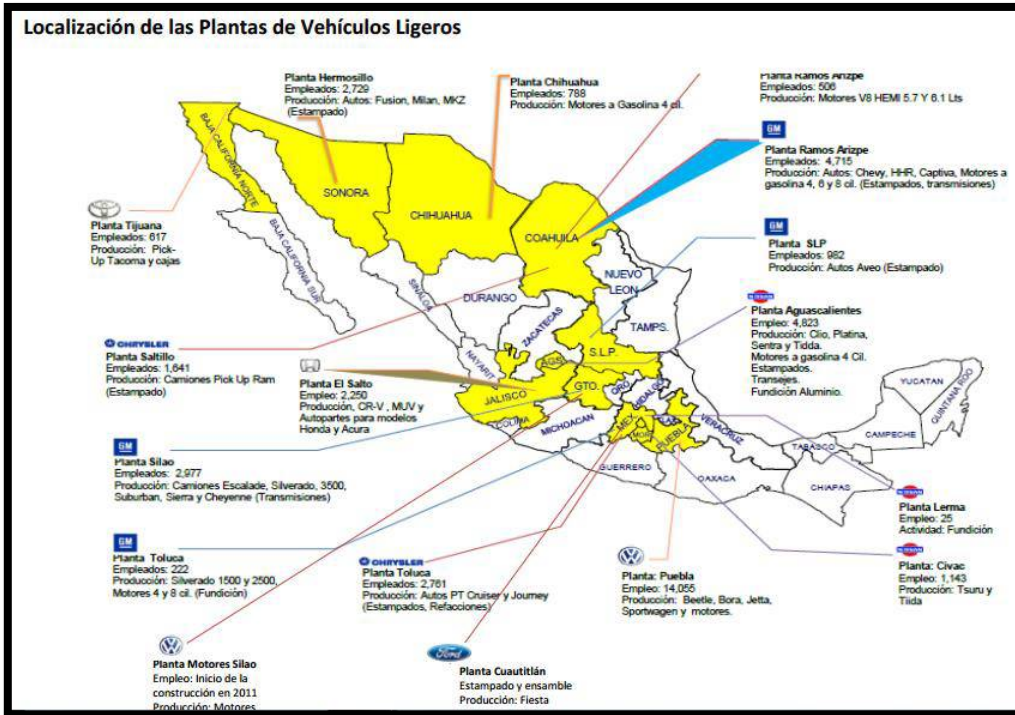 Localización de las Plantas de Vehículos Ligeros
Planta Hermosillo
Empleados: 2,729
Producción: Autos: Fusion, Milan, MKZ
(Estampado)
Planta Chihuahua
Empleados: 788
Producción: Motores a Gasolina 4 cil.
Planta Ramos Arizpe
Empleados: 506
Producción: Motores V8 HEMI 5.7 Y 6.1 Lts
GM
Planta Ramos Arizpe
Empleados: 4,715
Producción: Autos: Chevy, HHR, Captiva, Motores a
gasolina 4, 6 y 8 cil. (Estampados, transmisiones)
GM
Planta SLP
Empleados: 982
Producción: Autos Aveo (Estampado)
NISSAN
Planta Aguascalientes
Empleo: 4,823
Producción: Clio, Platina,
Sentra y Tidda.
Motores a gasolina 4 Cil.
Estampados.
Transejes.
Fundición Aluminio.
Planta Tijuana
Empleados: 617
Producción: Pick-
Up Tacoma y cajas
CHRYSLER
Planta Saltillo
Empleados: 1,641
Producción: Camiones Pick Up Ram
(Estampado)
Planta El Salto
Empleo: 2,250
Producción, CR-V , MUV y
Autopartes para modelos
Honda y Acura
GM
Planta Silao
Empleados: 2,977
Producción: Camiones Escalade, Silverado, 3500,
Suburban, Sierra y Cheyenne (Transmisiones)
GM
Planta Toluca
Empleados: 222
Producción: Silverado 1500 y 2500,
Motores 4 y 8 cil. (Fundición)
CHRYSLER
Planta Toluca
Empleados: 2,761
Producción: Autos PT Cruiser y Journey
(Estampados, Refacciones)
Planta: Puebla
Empleo: 14,055
Producción: Beetle, Bora, Jetta,
Sportwagen y motores.
NISSAN
Planta Lerma
Empleo: 25
Actividad: Fundición
NISSAN
Planta: Civac
Empleo: 1,143
Producción: Tsuru y
Tiida
Planta Motores Silao
Empleo: Inicio de la
construcción en 2011
Producción: Motores
Ford
Planta Cuautitlán
Estampado y ensamble
Producción: Fiesta
BAJA CALIFORNIA NORTE
BAJA CALIFORNIA SUR
SONORA
CHIHUAHUA
COAHUILA
NUEVO
LEON
TAMPS.
SINALOA
DURANGO
ZACATECAS
S.L.P.
NAYARIT
AGS
JALISCO
GTO.
QRO
HIDALGO
COLIMA
MICHOACAN
MEX
MOR
PUEBLA
VERACRUZ
GUERRERO
OAXACA
TABASCO
CHIAPAS
CAMPECHE
YUCATAN
QUINTANA ROO